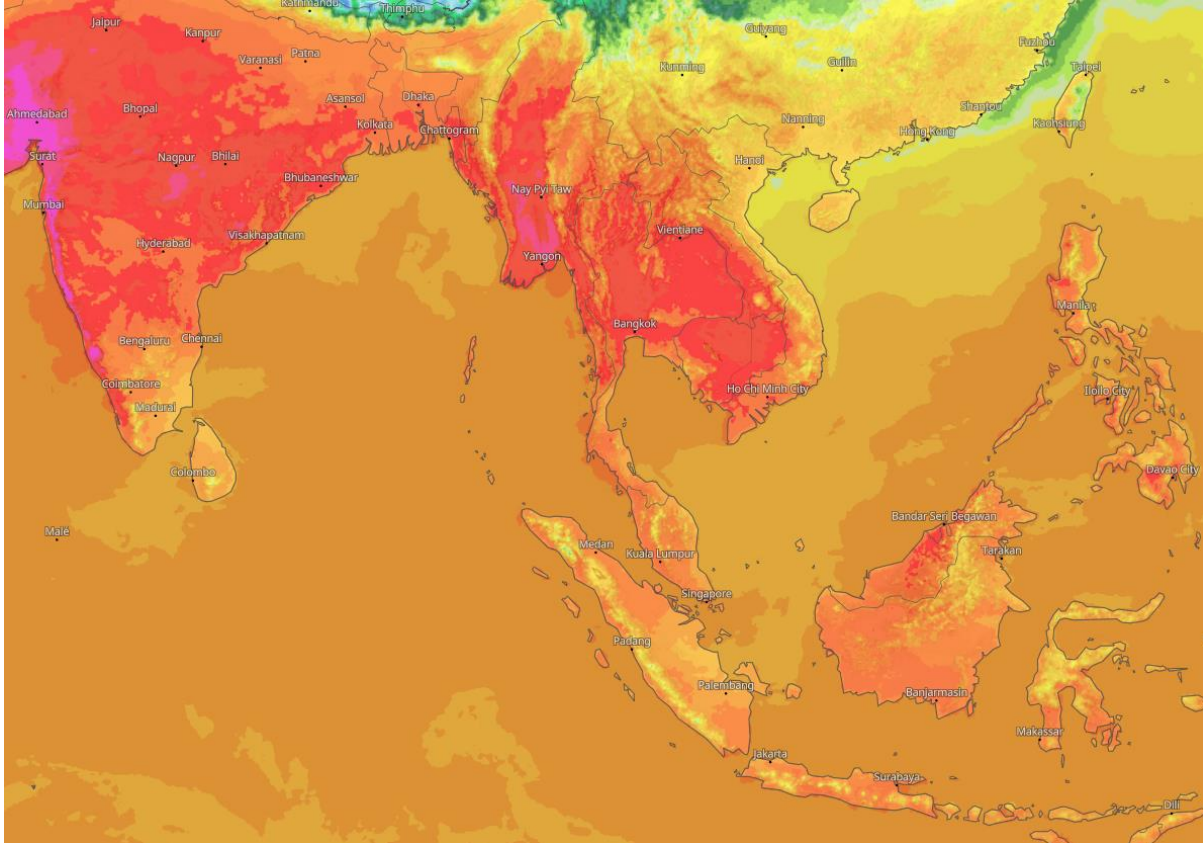 Kathmandu
Thimphu
Jaipur
Kanpur
Guiyang
Fuzhou
Varanasi
Patna
Kunming
Guilin
Taipei
Ahmedabad
Bhopal
Asansol
Dhaka
Shantou
Kolkata
Chattogram
Nanning
Hong Kong
Kaohsiung
Surat
Nagpur
Bhilai
Hanoi
Bhubaneshwar
Nay Pyi Taw
Mumbai
Visakhapatnam
Vientiane
Hyderabad
Yangon
Manila
Bangkok
Bengaluru
Chennai
Coimbatore
Ho Chi Minh City
Iloilo City
Madurai
Colombo
Davao City
Bandar Seri Begawan
Malé
Medan
Kuala Lumpur
Tarakan
Singapore
Padang
Palembang
Banjarmasin
Makassar
Jakarta
Surabaya
Dili